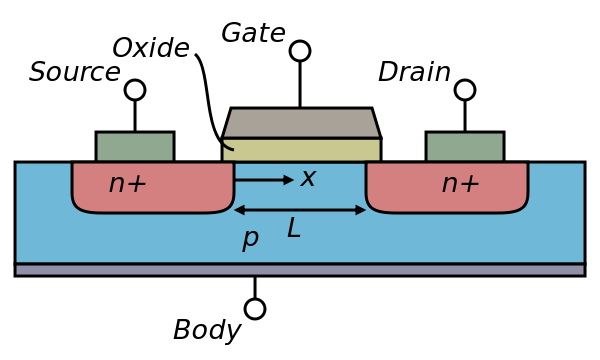 Gate
Oxide
Source
Drain
n+
x
n+
L
p
Body